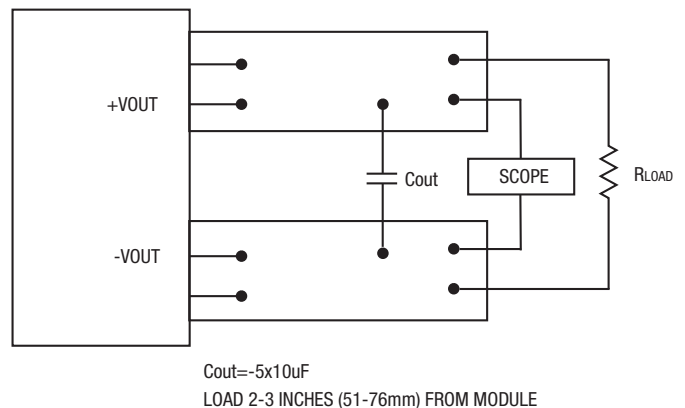 +VOUT
Cout
SCOPE
RLOAD
-VOUT
Cout=-5x10uF
LOAD 2-3 INCHES (51-76mm) FROM MODULE